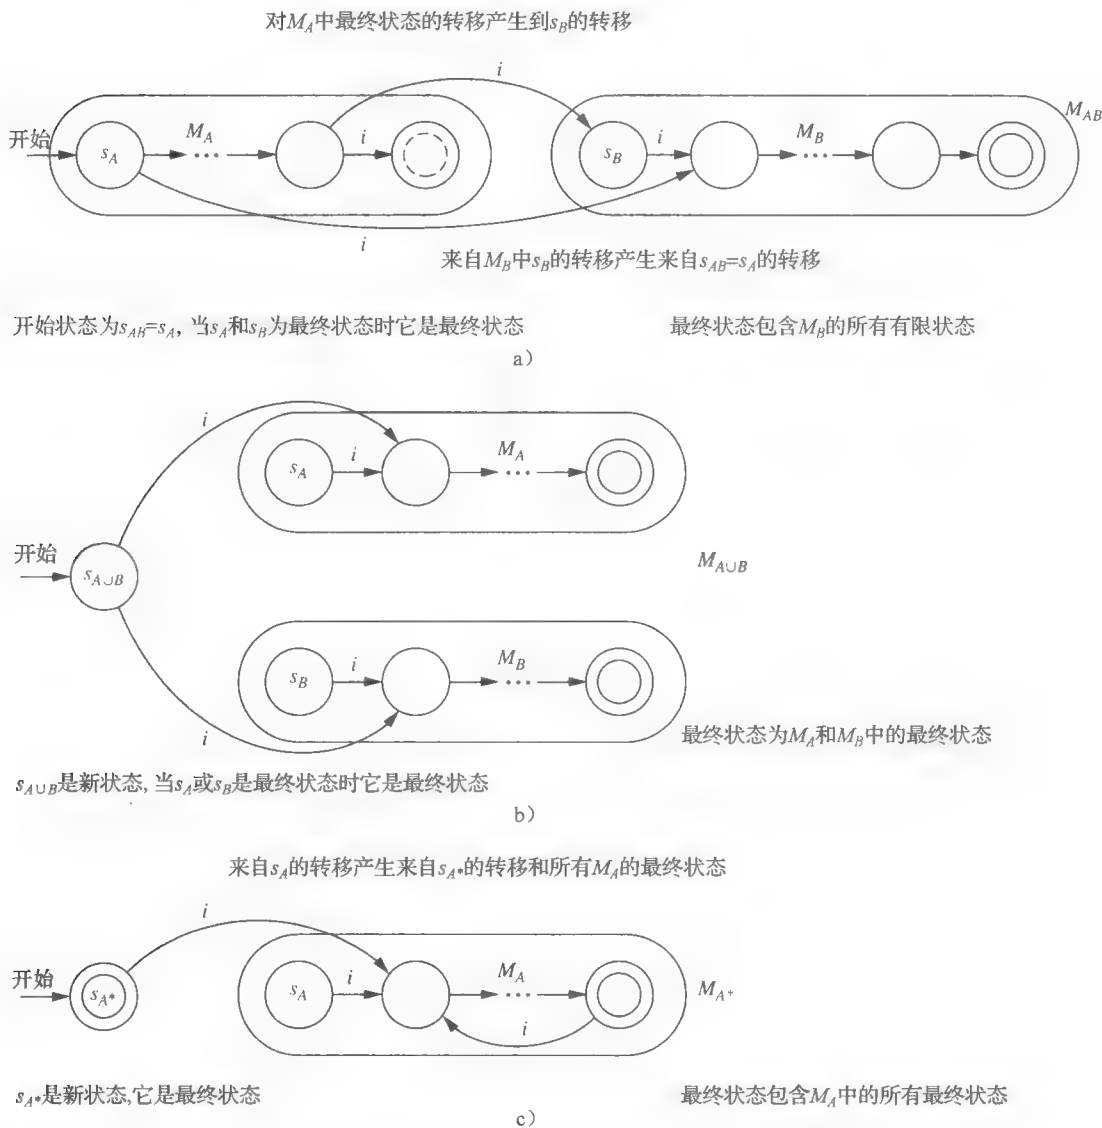 对M_A中最终状态的转移产生到s_B的转移
i
M_AB
开始
s_A
M_A
...
i
s_B
i
M_B
...
i
来自M_B中s_B的转移产生来自s_AB=s_A的转移
开始状态为s_AB=s_A, 当s_A和s_B为最终状态时它是最终状态
最终状态包含M_B的所有有限状态
a)
i
s_A
i
M_A
...
开始
s_A∪B
M_A∪B
s_B
i
M_B
...
i
最终状态为M_A和M_B中的最终状态
s_A∪B是新状态, 当s_A或s_B是最终状态时它是最终状态
b)
来自s_A的转移产生来自s_A*的转移和所有M_A的最终状态
i
开始
s_A*
s_A
i
M_A
...
M_A*
i
s_A*是新状态,它是最终状态
最终状态包含M_A中的所有最终状态
c)